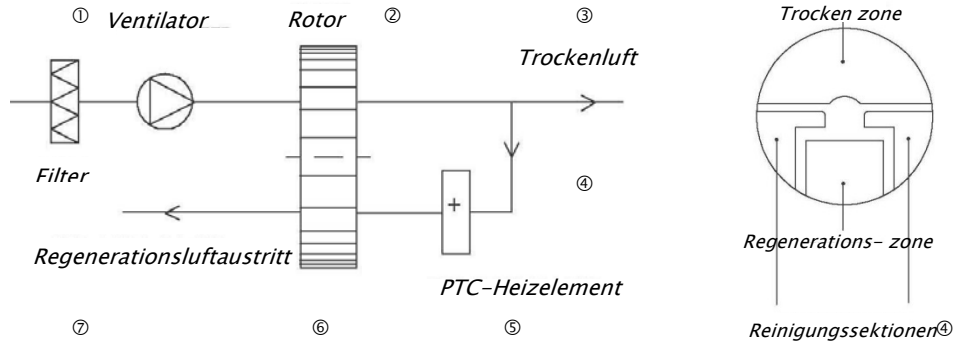 ① Ventilator Rotor ② ③
Trockenluft
Filter
④
Regenerationsluftaustritt
PTC-Heizelement
⑦ ⑥ ⑤
Trocken zone
+
Regenerations- zone
Reinigungssektionen④